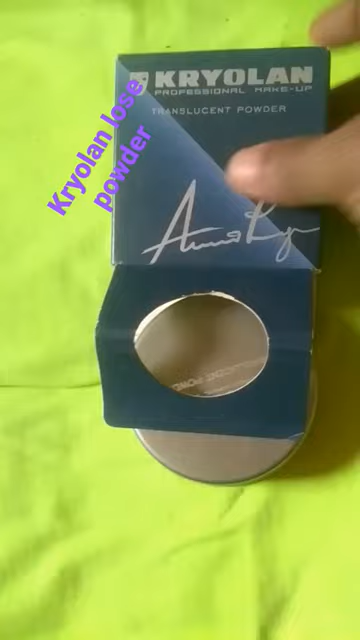 KRYOLAN
PROFESSIONAL MAKE-UP
TRANSLUCENT POWDER
Kryolan lose
powder